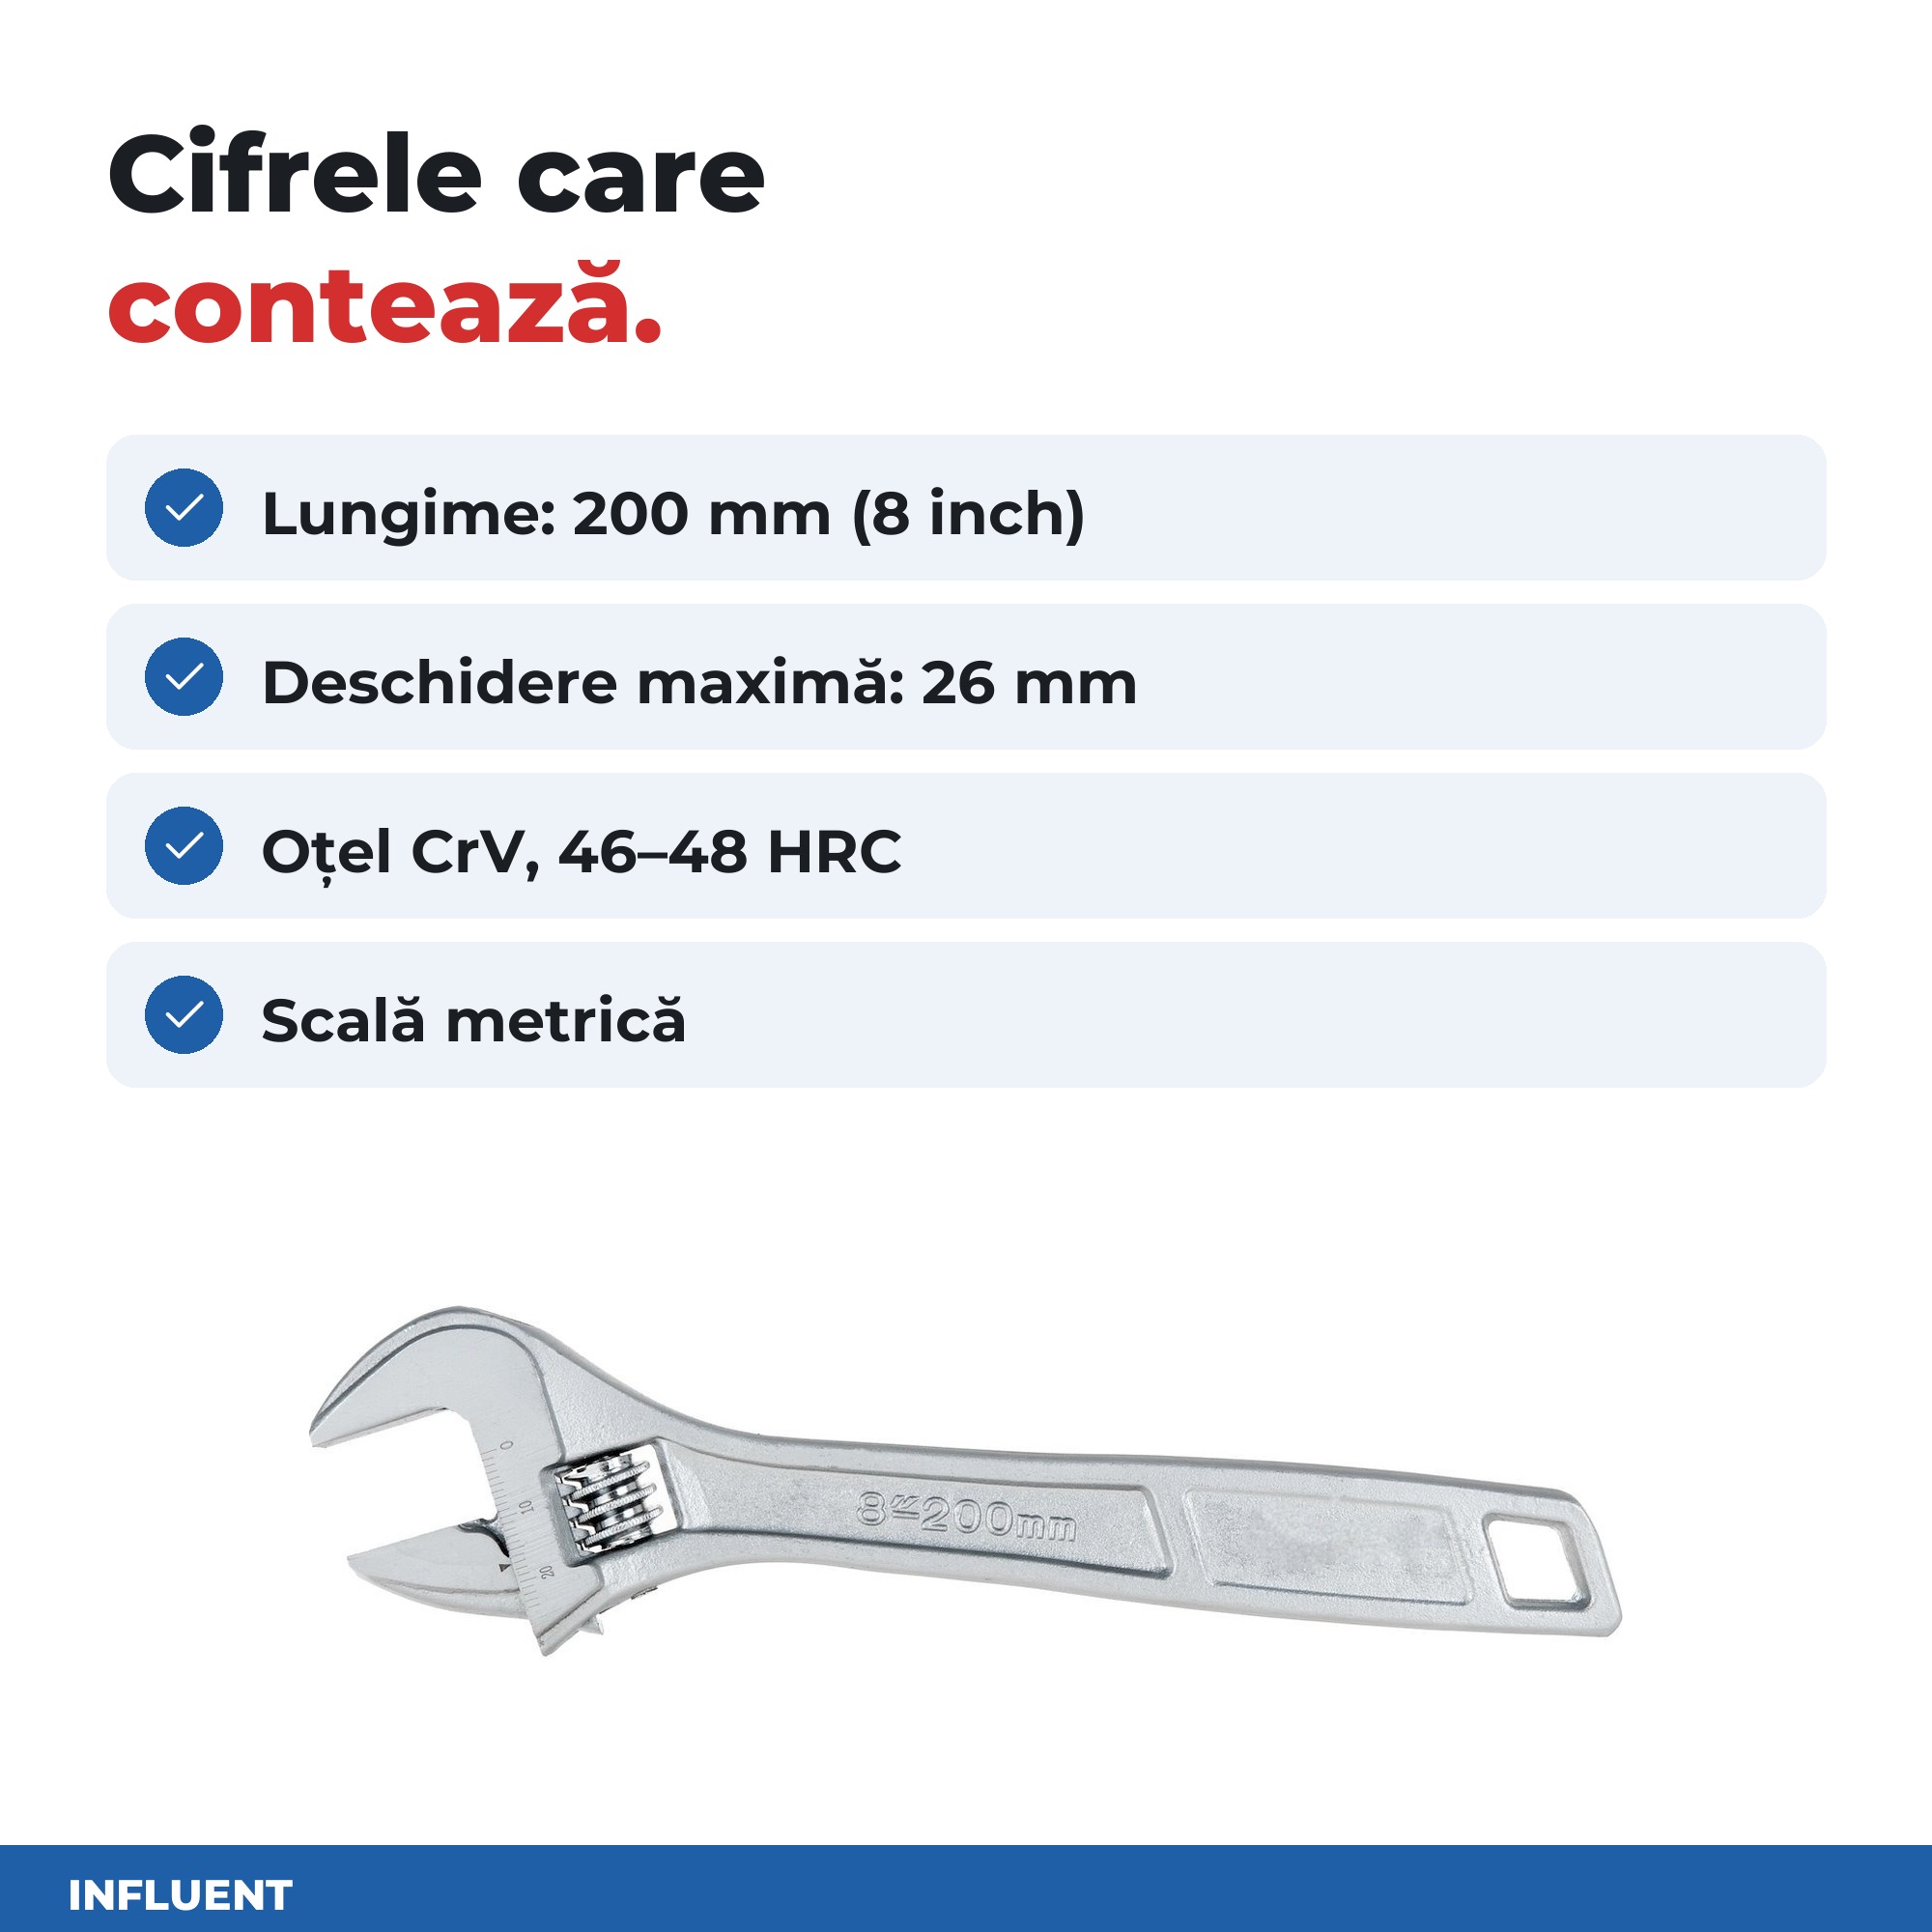 Cifrele care
contează.
Lungime: 200 mm (8 inch)
Deschidere maximă: 26 mm
Oțel CrV, 46–48 HRC
Scală metrică
0
10
20
8"=200mm
INFLUENT